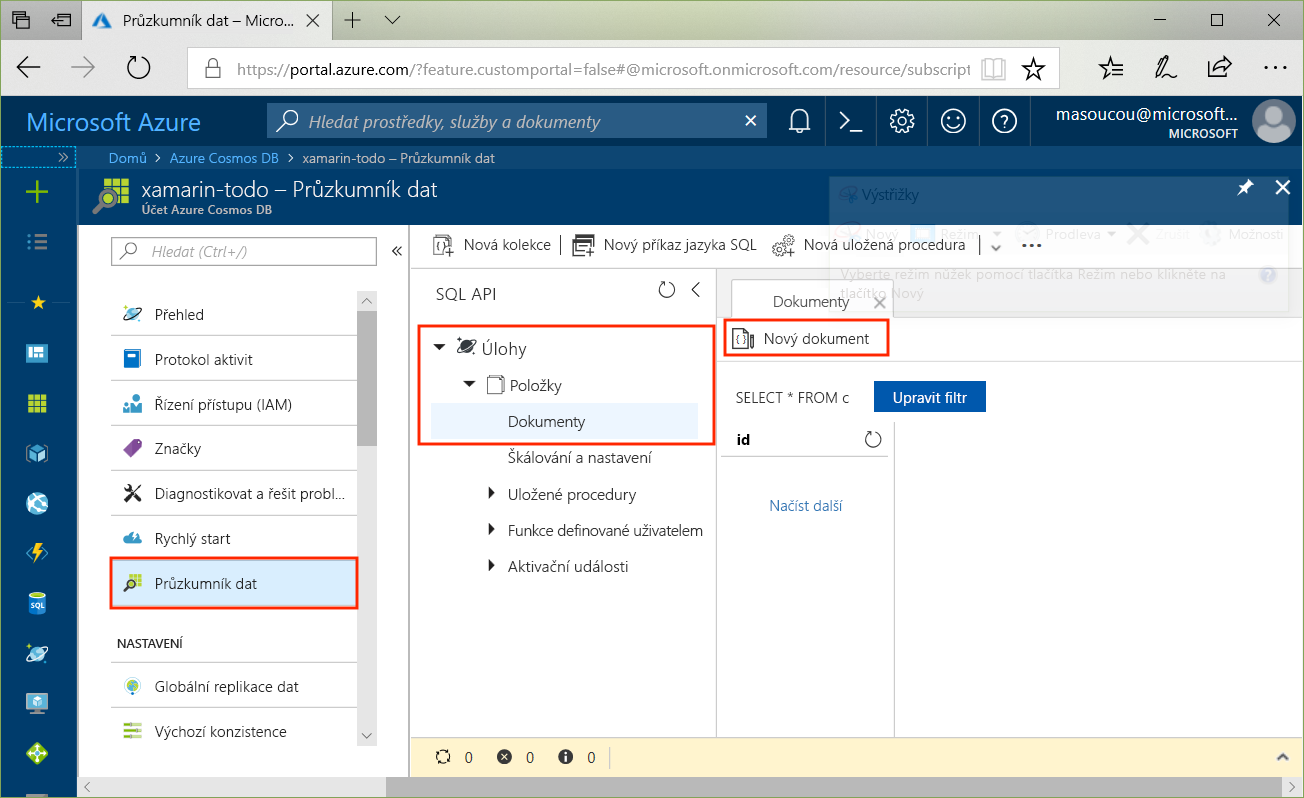 Průzkumník dat – Micro...
https://portal.azure.com/?feature.customportal=false#@microsoft.onmicrosoft.com/resource/subscript
Microsoft Azure
Hledat prostředky, služby a dokumenty
masoucou@microsoft...
MICROSOFT
Domů > Azure Cosmos DB > xamarin-todo – Průzkumník dat
xamarin-todo – Průzkumník dat
Účet Azure Cosmos DB
Výstřižky
Nový Režim Prodleva Zrušit Možnosti
Vyberte režim nůžek pomocí tlačítka Režim nebo klikněte na
tlačítko Nový
Hledat (Ctrl+/)
Přehled
Protokol aktivit
Řízení přístupu (IAM)
Značky
Diagnostikovat a řešit probl...
Rychlý start
Průzkumník dat
NASTAVENÍ
Globální replikace dat
Výchozí konzistence
Nová kolekce
Nový příkaz jazyka SQL
Nová uložená procedura
SQL API
Úlohy
Položky
Dokumenty
Škálování a nastavení
Uložené procedury
Funkce definované uživatelem
Aktivační události
Dokumenty
Nový dokument
SELECT * FROM c
Upravit filtr
id
Načíst další
0 0 0
SQL